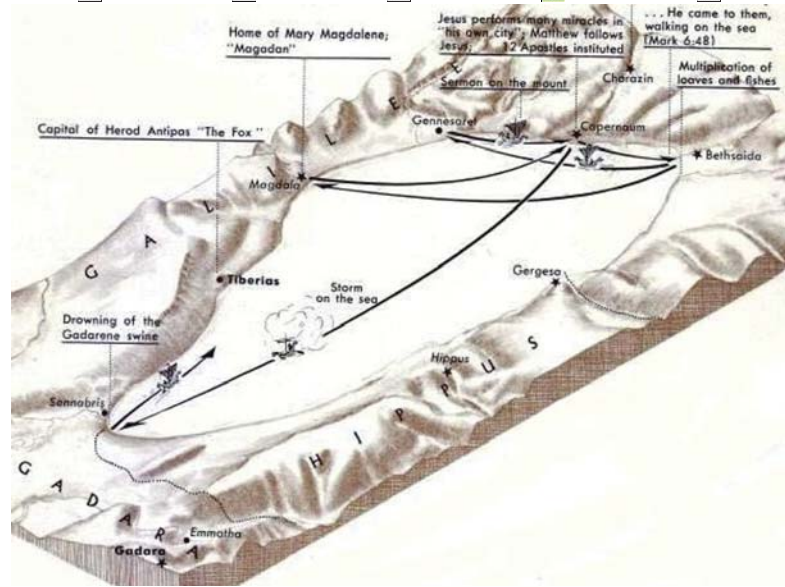 Jesus performs many miracles in
"his own city"; Matthew follows
Jesus; 12 Apostles instituted
... He came to them,
walking on the sea
(Mark 6:48)
Home of Mary Magdalene;
"Magadan"
Sermon on the mount
Chorazin
Multiplication of
loaves and fishes
Capital of Herod Antipas "The Fox"
Gennesaret
Capernaum
Bethsaida
Magdala
GALILEE
Tiberias
Storm
on the sea
Gergesa
Drowning of the
Gadarene swine
Hippus
HIPPUS
Sennabris
GADARA
Emmatha
Gadara